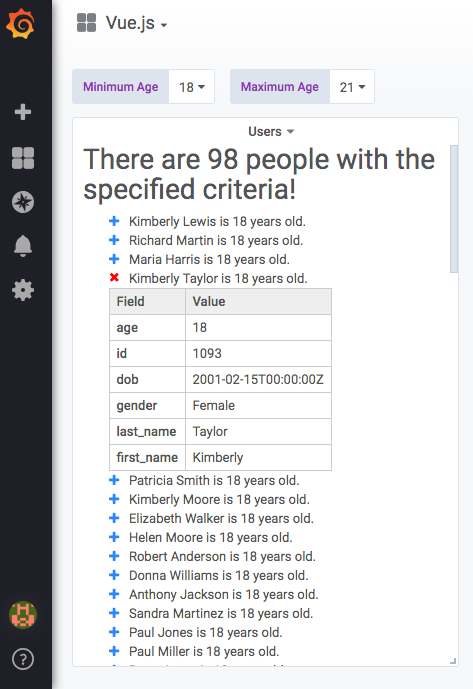 Vue.js
Minimum Age 18 Maximum Age 21
Users
There are 98 people with the
specified criteria!
Kimberly Lewis is 18 years old.
Richard Martin is 18 years old.
Maria Harris is 18 years old.
Kimberly Taylor is 18 years old.
Field Value
age 18
id 1093
dob 2001-02-15T00:00:00Z
gender Female
last_name Taylor
first_name Kimberly
Patricia Smith is 18 years old.
Kimberly Moore is 18 years old.
Elizabeth Walker is 18 years old.
Helen Moore is 18 years old.
Robert Anderson is 18 years old.
Donna Williams is 18 years old.
Anthony Jackson is 18 years old.
Sandra Martinez is 18 years old.
Paul Jones is 18 years old.
Paul Miller is 18 years old.